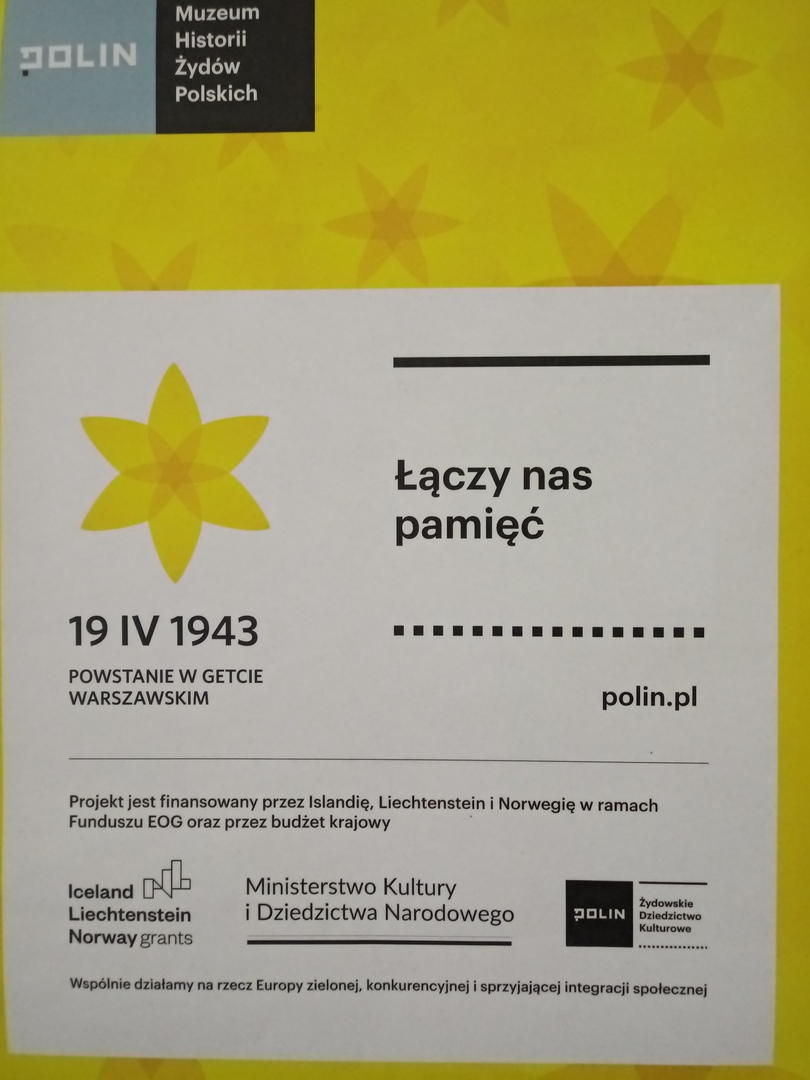 POLIN
Muzeum
Historii
Żydów
Polskich
Łączy nas
pamięć
19 IV 1943
POWSTANIE W GETCIE
WARSZAWSKIM
polin.pl
Projekt jest finansowany przez Islandię, Liechtenstein i Norwegię w ramach
Funduszu EOG oraz przez budżet krajowy
Iceland
Liechtenstein
Norway grants
Ministerstwo Kultury
i Dziedzictwa Narodowego
POLIN
Żydowskie
Dziedzictwo
Kulturowe
Wspólnie działamy na rzecz Europy zielonej, konkurencyjnej i sprzyjającej integracji społecznej